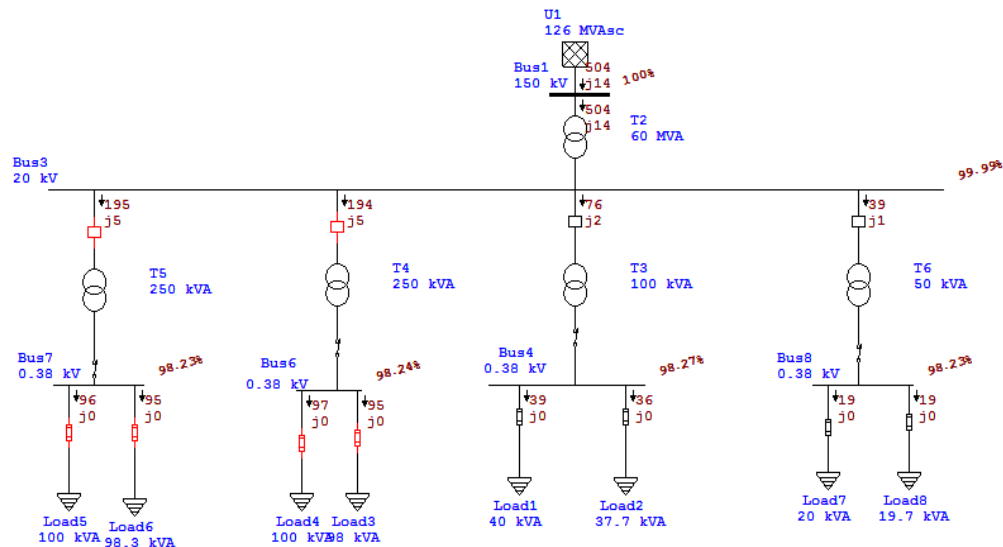 U1
126 MVAsc
Bus1
150 kV
504
j14
100%
504
j14
T2
60 MVA
Bus3
20 kV
99.99%
195
j5
194
j5
76
j2
39
j1
T5
250 kVA
T4
250 kVA
T3
100 kVA
T6
50 kVA
Bus7
0.38 kV
98.23%
Bus6
0.38 kV
98.24%
Bus4
0.38 kV
98.27%
Bus8
0.38 kV
98.23%
96
j0
95
j0
97
j0
95
j0
39
j0
36
j0
19
j0
19
j0
Load5
100 kVA
Load6
98.3 kVA
Load4
100 kVA
Load3
98 kVA
Load1
40 kVA
Load2
37.7 kVA
Load7
20 kVA
Load8
19.7 kVA